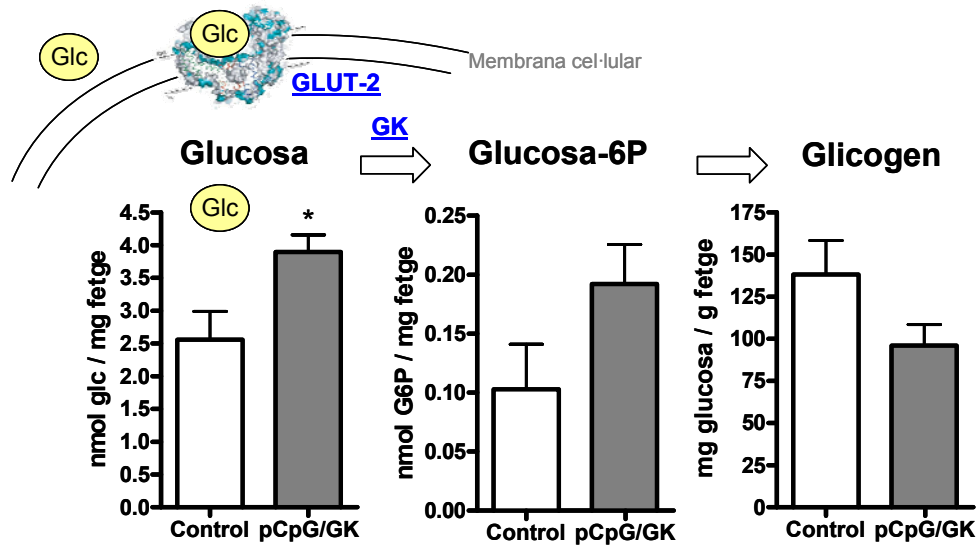 Glc
Glc
Membrana cel·lular
GLUT-2
GK
Glucosa
Glucosa-6P
Glicogen
Glc
nmol glc / mg fetge
4.5
4.0
3.5
3.0
2.5
2.0
1.5
1.0
0.5
0.0
*
Control pCpG/GK
nmol G6P / mg fetge
0.25
0.20
0.15
0.10
0.05
0.00
Control pCpG/GK
mg glucosa / g fetge
175
150
125
100
75
50
25
0
Control pCpG/GK